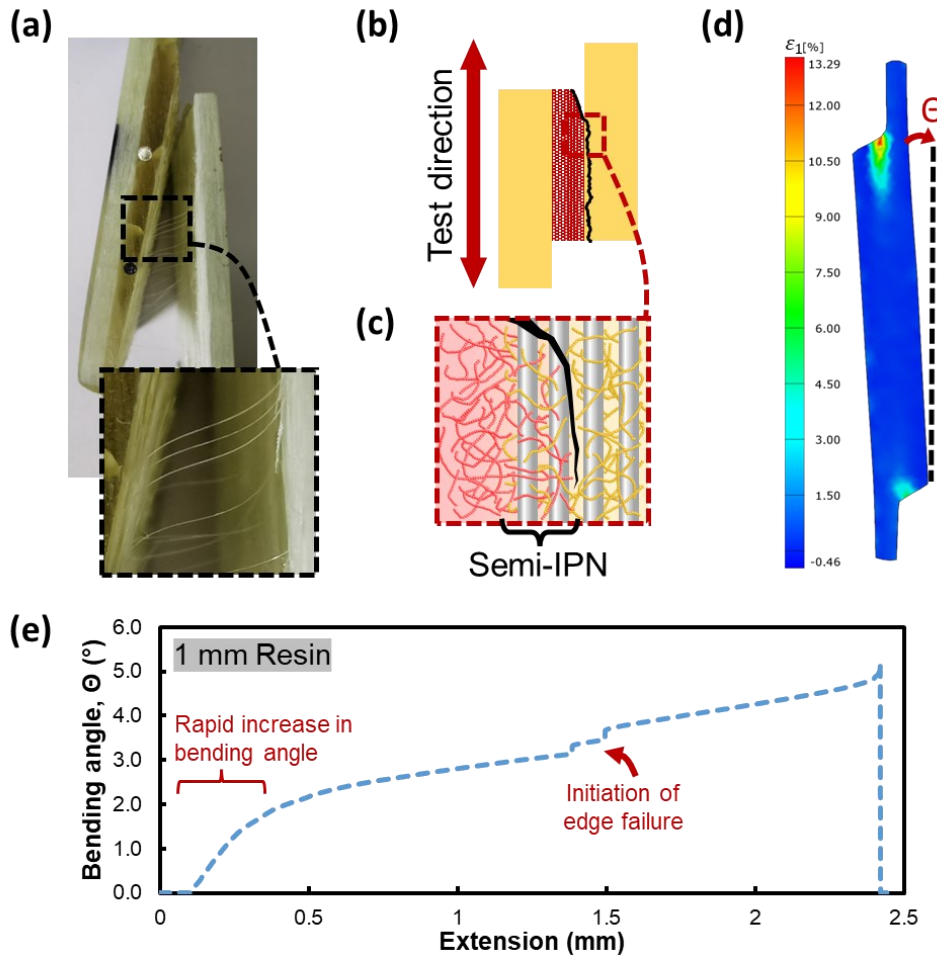 (a)
(b)
Test direction
(c)
Semi-IPN
(d)
ε1[%]
13.29
12.00
10.50
9.00
7.50
6.00
4.50
3.00
1.50
-0.46
Θ
(e)
1 mm Resin
Rapid increase in
bending angle
Initiation of
edge failure
Bending angle, Θ (°)
6.0
5.0
4.0
3.0
2.0
1.0
0.0
0
0.5
1
1.5
2
2.5
Extension (mm)